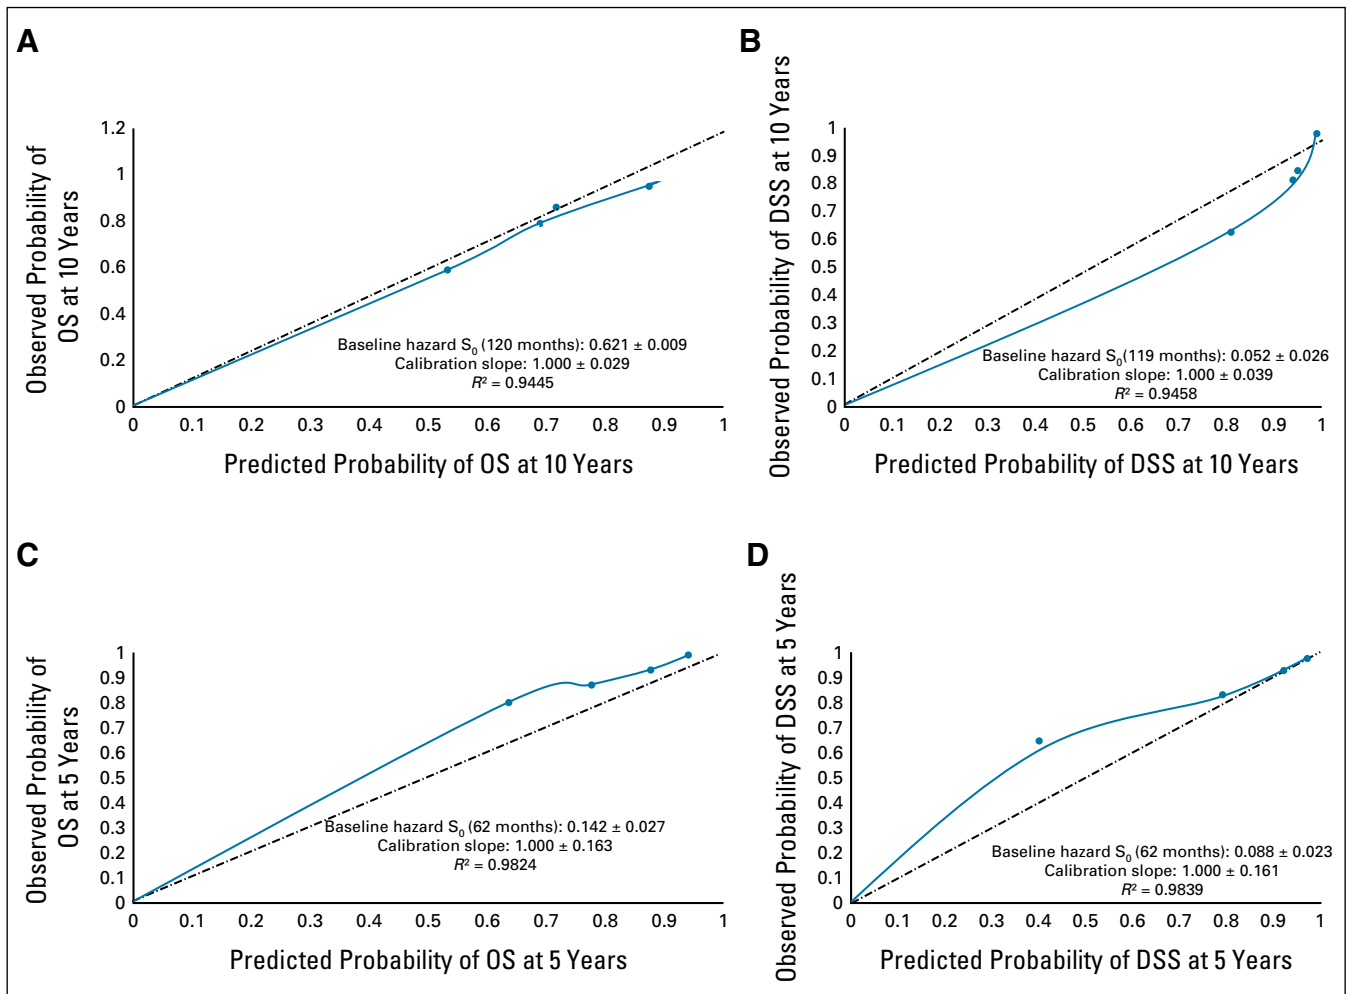 A
Observed Probability of
OS at 10 Years
1.2
1
0.8
0.6
0.4
0.2
0
Baseline hazard S0 (120 months): 0.621 ± 0.009
Calibration slope: 1.000 ± 0.029
R² = 0.9445
0 0.1 0.2 0.3 0.4 0.5 0.6 0.7 0.8 0.9 1
Predicted Probability of OS at 10 Years
B
Observed Probability of DSS at 10 Years
1
0.9
0.8
0.7
0.6
0.5
0.4
0.3
0.2
0.1
0
Baseline hazard S0(119 months): 0.052 ± 0.026
Calibration slope: 1.000 ± 0.039
R² = 0.9458
0 0.1 0.2 0.3 0.4 0.5 0.6 0.7 0.8 0.9 1
Predicted Probability of DSS at 10 Years
C
Observed Probability of
OS at 5 Years
1
0.9
0.8
0.7
0.6
0.5
0.4
0.3
0.2
0.1
0
Baseline hazard S0 (62 months): 0.142 ± 0.027
Calibration slope: 1.000 ± 0.163
R² = 0.9824
0 0.1 0.2 0.3 0.4 0.5 0.6 0.7 0.8 0.9 1
Predicted Probability of OS at 5 Years
D
Observed Probability of DSS at 5 Years
1
0.9
0.8
0.7
0.6
0.5
0.4
0.3
0.2
0.1
0
Baseline hazard S0 (62 months): 0.088 ± 0.023
Calibration slope: 1.000 ± 0.161
R² = 0.9839
0 0.1 0.2 0.3 0.4 0.5 0.6 0.7 0.8 0.9 1
Predicted Probability of DSS at 5 Years